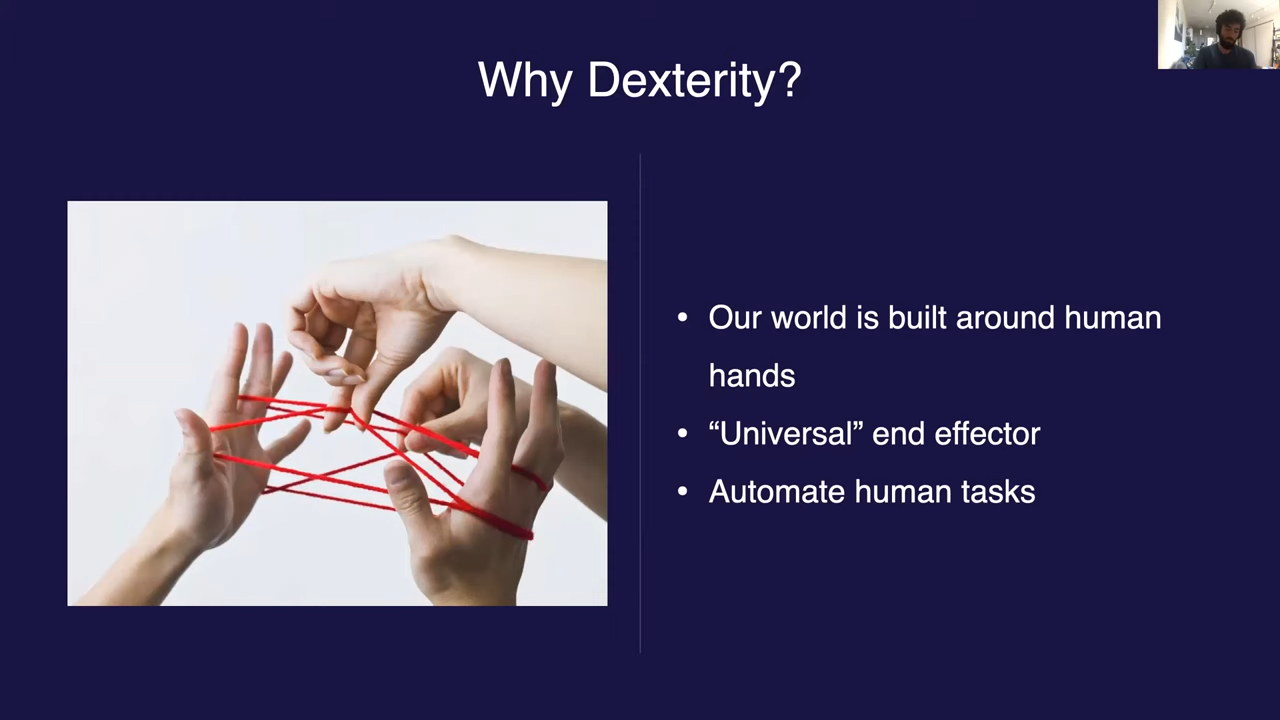 Why Dexterity?
• Our world is built around human
hands
• “Universal” end effector
• Automate human tasks